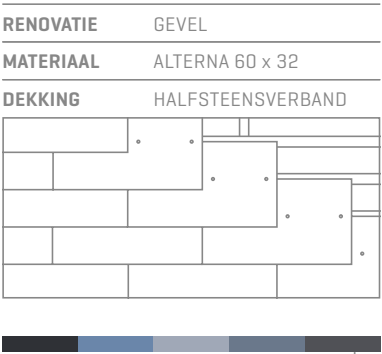 RENOVATIE GEVEL
MATERIAAL ALTERNA 60 x 32
DEKKING HALFSTEENSVERBAND